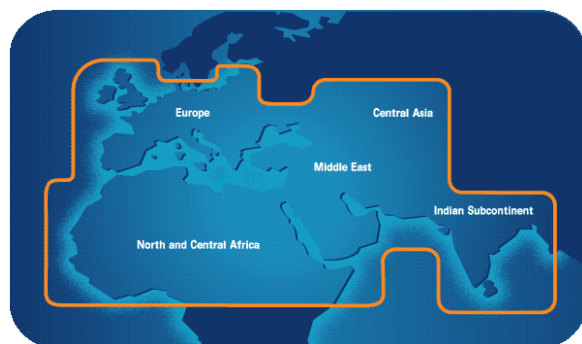 Europe
Central Asia
Middle East
Indian Subcontinent
North and Central Africa